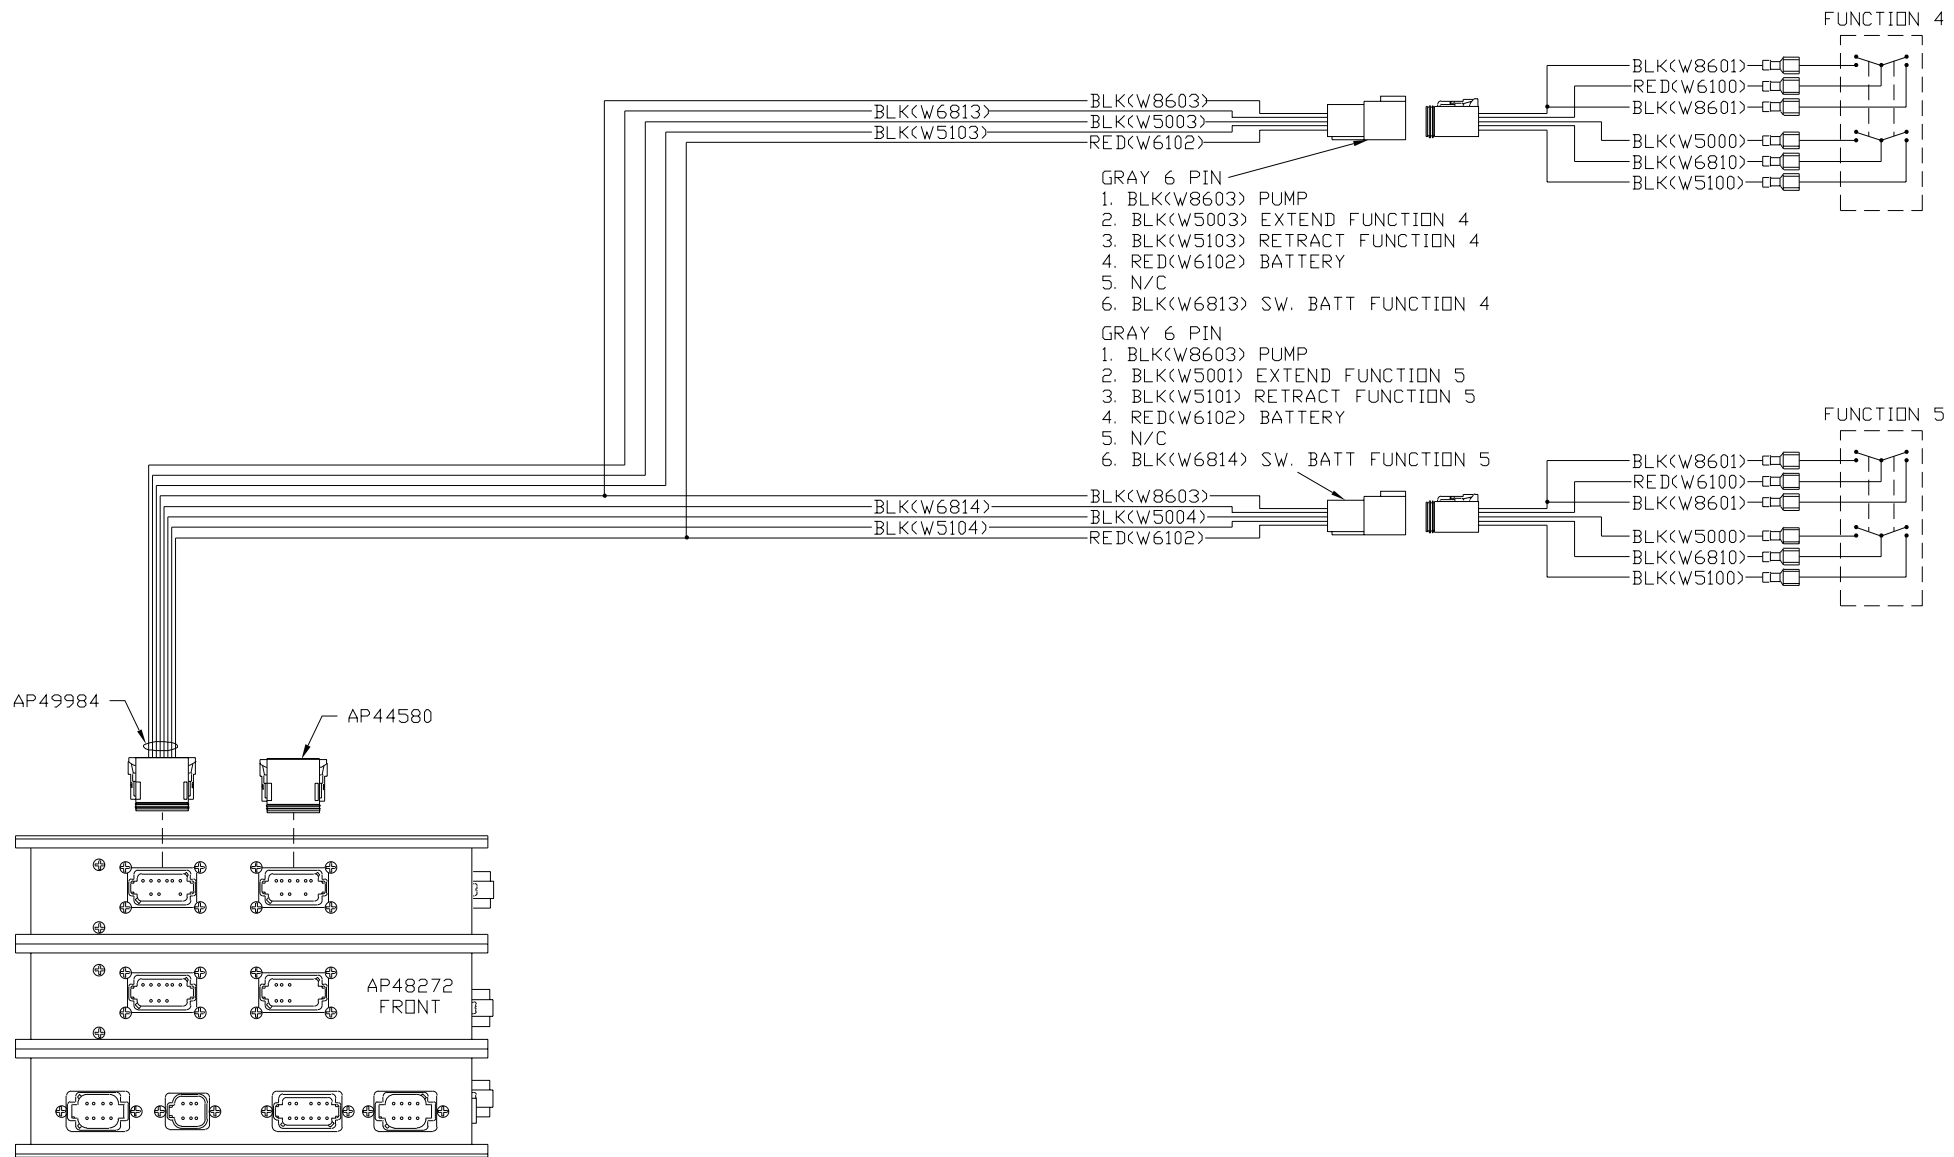 FUNCTION 4
BLK(W8601)
RED(W6100)
BLK(W8603)
BLK(W8601)
BLK(W6813)
BLK(W5003)
BLK(W5103)
BLK(W5000)
RED(W6102)
BLK(W6810)
BLK(W5100)
GRAY 6 PIN
1. BLK(W8603) PUMP
2. BLK(W5003) EXTEND FUNCTION 4
3. BLK(W5103) RETRACT FUNCTION 4
4. RED(W6102) BATTERY
5. N/C
6. BLK(W6813) SW. BATT FUNCTION 4
GRAY 6 PIN
1. BLK(W8603) PUMP
2. BLK(W5001) EXTEND FUNCTION 5
3. BLK(W5101) RETRACT FUNCTION 5
4. RED(W6102) BATTERY
5. N/C
6. BLK(W6814) SW. BATT FUNCTION 5
FUNCTION 5
BLK(W8601)
RED(W6100)
BLK(W8603)
BLK(W8601)
BLK(W6814)
BLK(W5004)
BLK(W5104)
BLK(W5000)
RED(W6102)
BLK(W6810)
BLK(W5100)
AP49984
AP44580
AP48272
FRONT